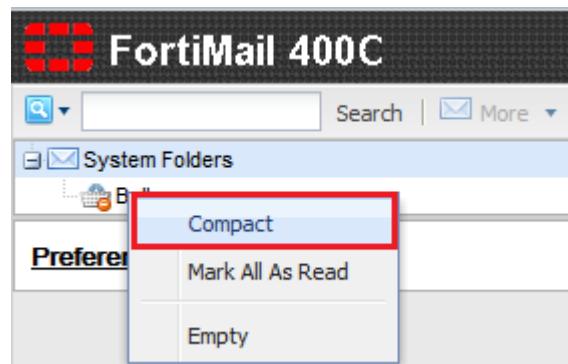 FortiMail 400C
Search More
System Folders
Compact
Mark All As Read
Empty